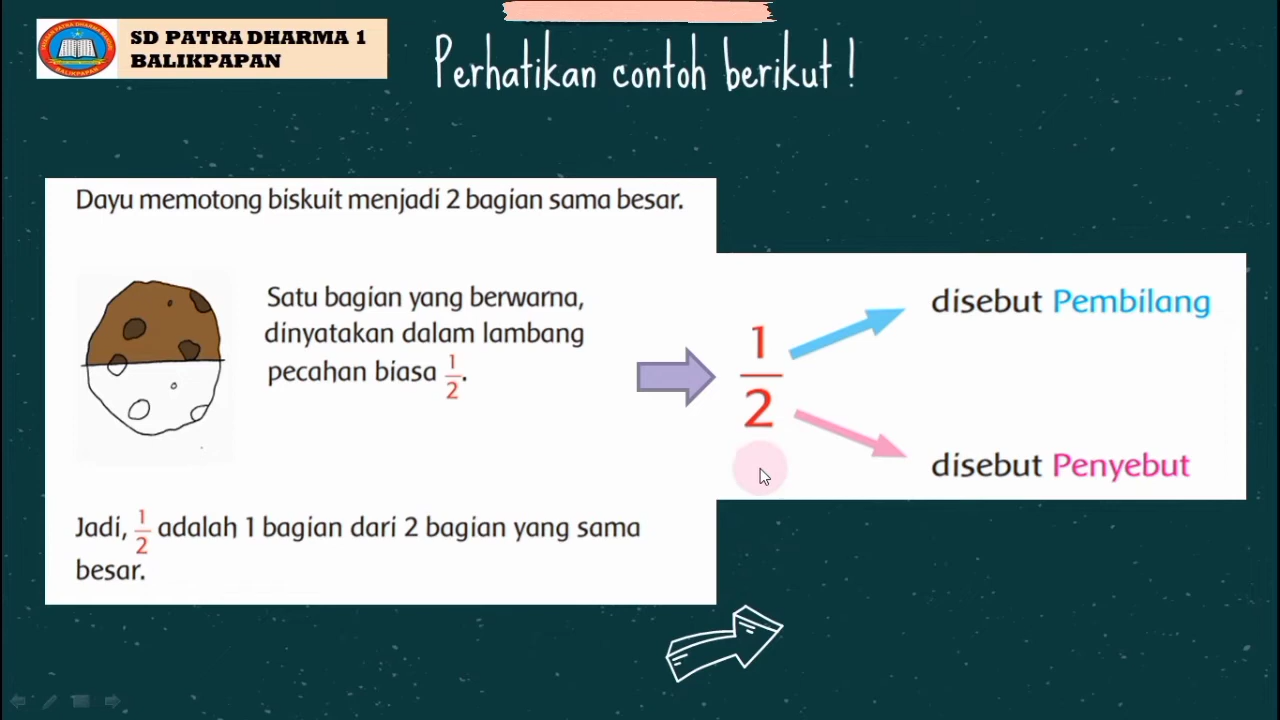 SD PATRA DHARMA 1
BALIKPAPAN
Perhatikan contoh berikut !
Dayu memotong biskuit menjadi 2 bagian sama besar.
Satu bagian yang berwarna,
dinyatakan dalam lambang
pecahan biasa 1/2.
Jadi, 1/2 adalah 1 bagian dari 2 bagian yang sama
besar.
1/2
disebut Pembilang
disebut Penyebut